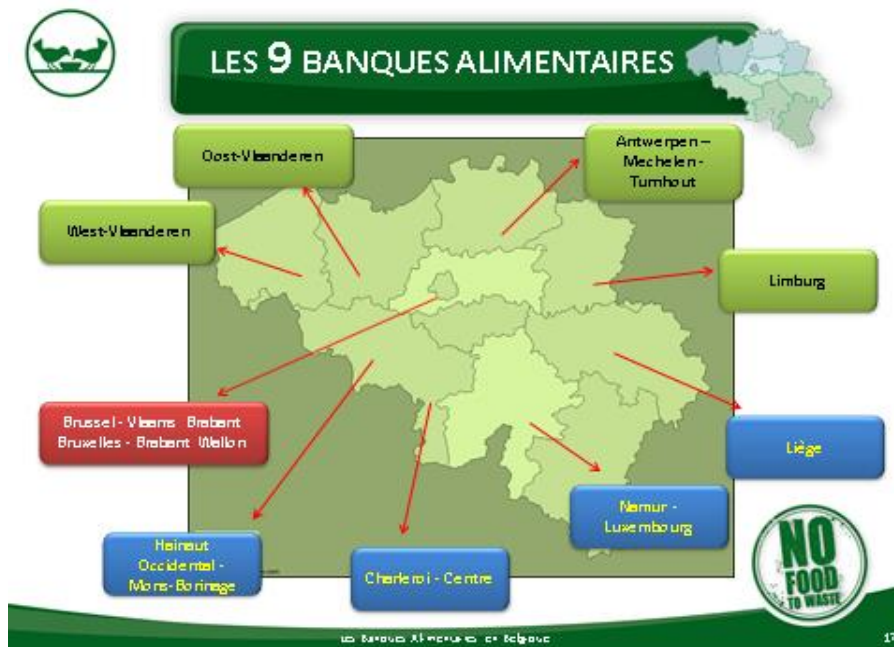 LES 9 BANQUES ALIMENTAIRES
Oost-Vlaanderen
Antwerpen –
Mechelen -
Turnhout
West-Vlaanderen
Limburg
Brussel - Vlaams Brabant
Bruxelles - Brabant Wallon
Liège
Namur -
Luxembourg
Hainaut
Occidental -
Mons-Borinage
Charleroi - Centre
NO
FOOD
TO WASTE
Les Banques Alimentaires en Belgique
17